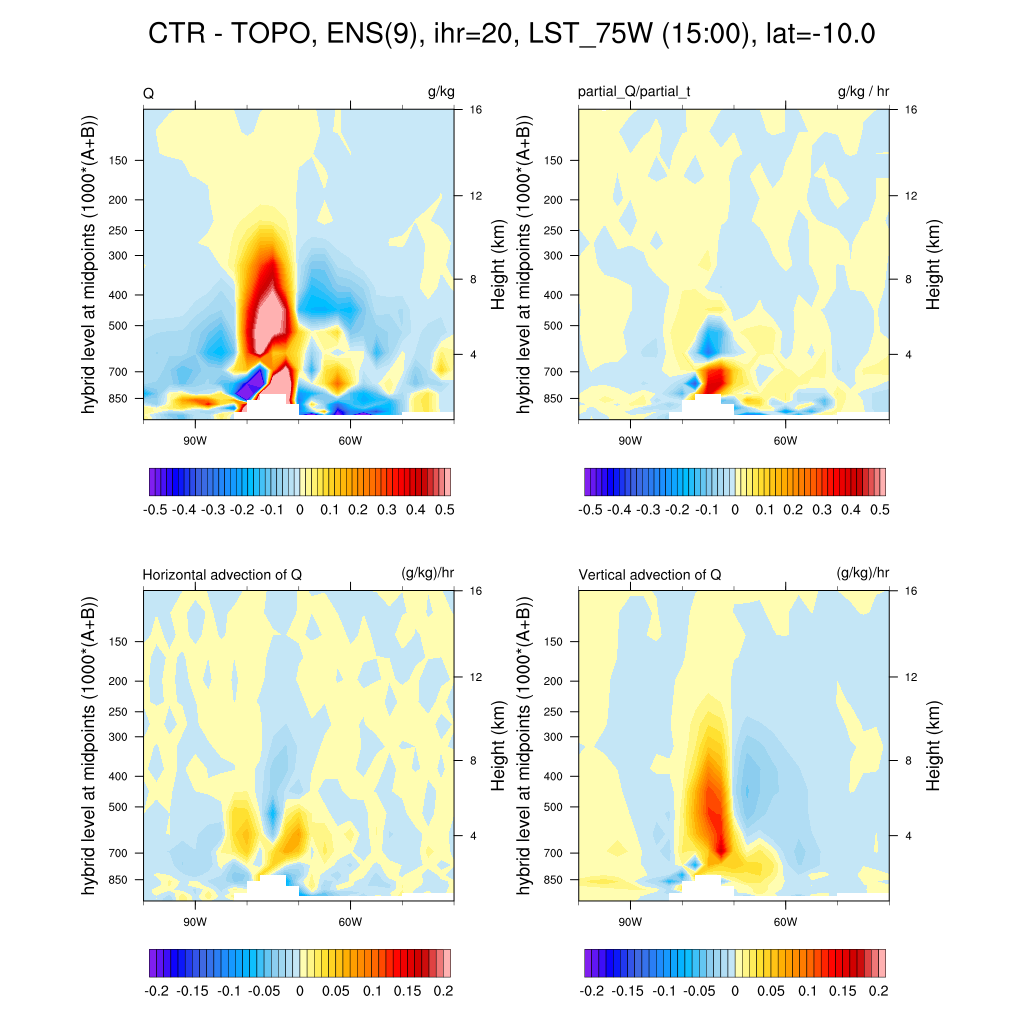 CTR - TOPO, ENS(9), ihr=20, LST_75W (15:00), lat=-10.0
Q g/kg
hybrid level at midpoints (1000*(A+B))
150
200
250
300
400
500
700
850
16
12
8
4
Height (km)
90W 60W
-0.5 -0.4 -0.3 -0.2 -0.1 0 0.1 0.2 0.3 0.4 0.5
partial_Q/partial_t g/kg / hr
hybrid level at midpoints (1000*(A+B))
150
200
250
300
400
500
700
850
16
12
8
4
Height (km)
90W 60W
-0.5 -0.4 -0.3 -0.2 -0.1 0 0.1 0.2 0.3 0.4 0.5
Horizontal advection of Q (g/kg)/hr
hybrid level at midpoints (1000*(A+B))
150
200
250
300
400
500
700
850
16
12
8
4
Height (km)
90W 60W
-0.2 -0.15 -0.1 -0.05 0 0.05 0.1 0.15 0.2
Vertical advection of Q (g/kg)/hr
hybrid level at midpoints (1000*(A+B))
150
200
250
300
400
500
700
850
16
12
8
4
Height (km)
90W 60W
-0.2 -0.15 -0.1 -0.05 0 0.05 0.1 0.15 0.2